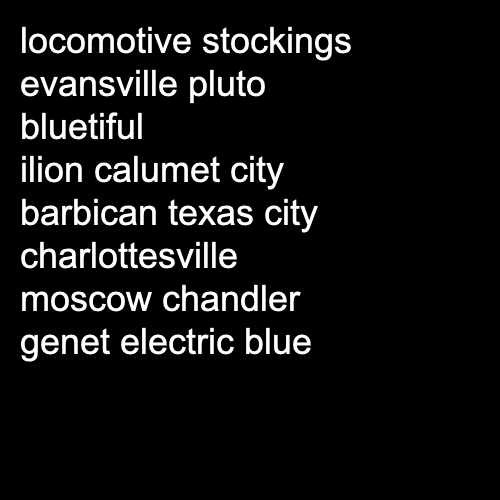 locomotive stockings
evansville pluto
bluetiful
ilion calumet city
barbican texas city
charlottesville
moscow chandler
genet electric blue